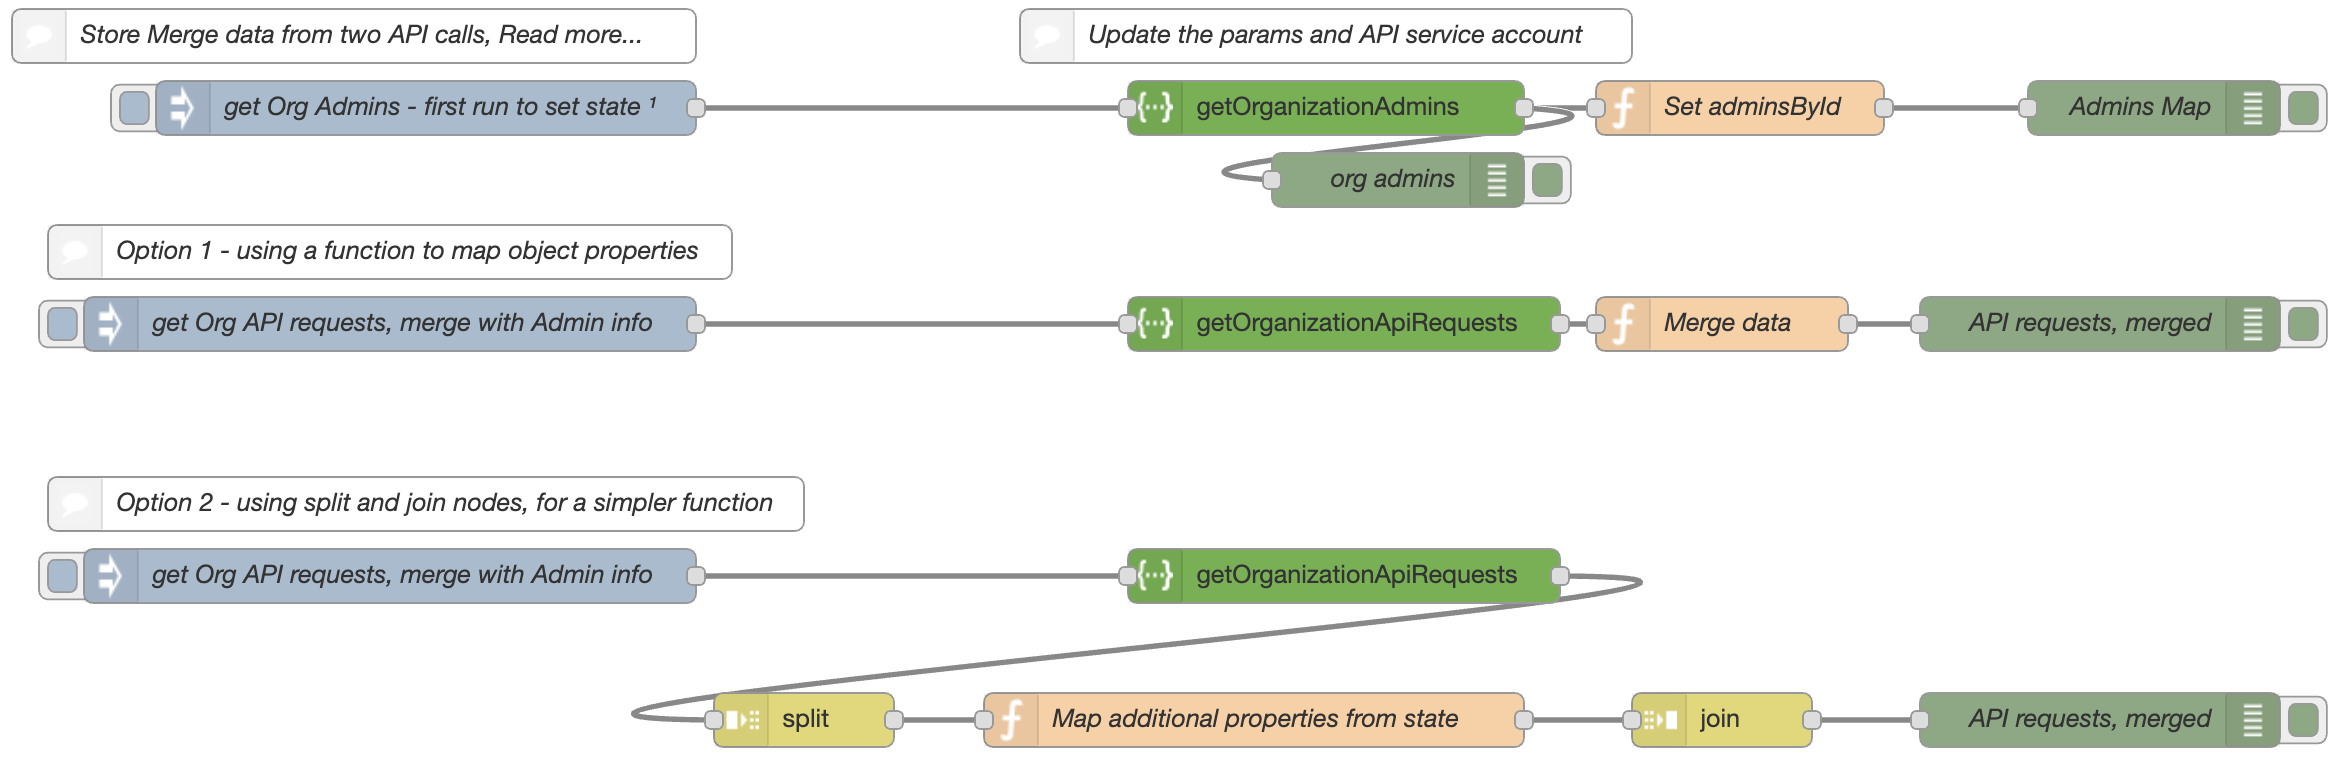 Store Merge data from two API calls, Read more...
Update the params and API service account
get Org Admins - first run to set state ¹
getOrganizationAdmins
Set adminsById
Admins Map
org admins
Option 1 - using a function to map object properties
get Org API requests, merge with Admin info
getOrganizationApiRequests
Merge data
API requests, merged
Option 2 - using split and join nodes, for a simpler function
get Org API requests, merge with Admin info
getOrganizationApiRequests
split
Map additional properties from state
join
API requests, merged